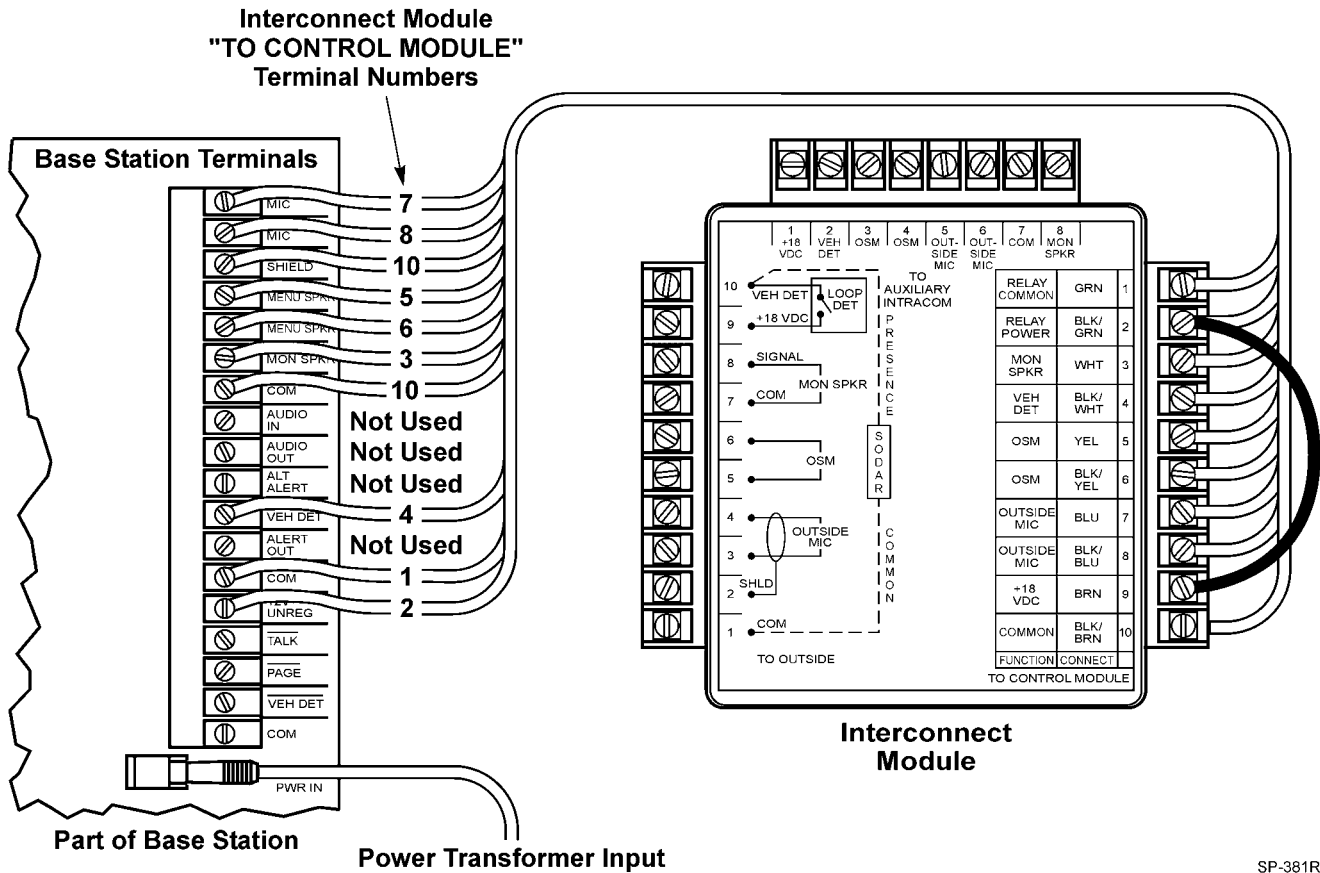 Interconnect Module
"TO CONTROL MODULE"
Terminal Numbers
Base Station Terminals
MIC
7
MIC
8
SHIELD
10
MENU SPKR
5
MENU SPKR
6
MON SPKR
3
COM
10
AUDIO
IN
Not Used
AUDIO
OUT
Not Used
ALT
ALERT
Not Used
VEH DET
4
ALERT
OUT
Not Used
COM
1
UNREG
2
TALK
PAGE
VEH DET
COM
PWR IN
Part of Base Station
Power Transformer Input
1
+18
VDC
2
VEH
DET
3
OSM
4
OSM
5
OUT-
SIDE
MIC
6
OUT-
SIDE
MIC
7
COM
8
MON
SPKR
TO
AUXILIARY
INTRACOM
10
VEH DET
LOOP
DET
9
+18 VDC
8
SIGNAL
MON SPKR
7
COM
6
OSM
5
4
OUTSIDE
MIC
3
SHLD
2
1
COM
TO OUTSIDE
PRESENCE
SODAR
COMMON
RELAY
COMMON
GRN
1
RELAY
POWER
BLK/
GRN
2
MON
SPKR
WHT
3
VEH
DET
BLK/
WHT
4
OSM
YEL
5
OSM
BLK/
YEL
6
OUTSIDE
MIC
BLU
7
OUTSIDE
MIC
BLK/
BLU
8
+18
VDC
BRN
9
COMMON
BLK/
BRN
10
FUNCTION
CONNECT
TO CONTROL MODULE
Interconnect
Module
SP-381R